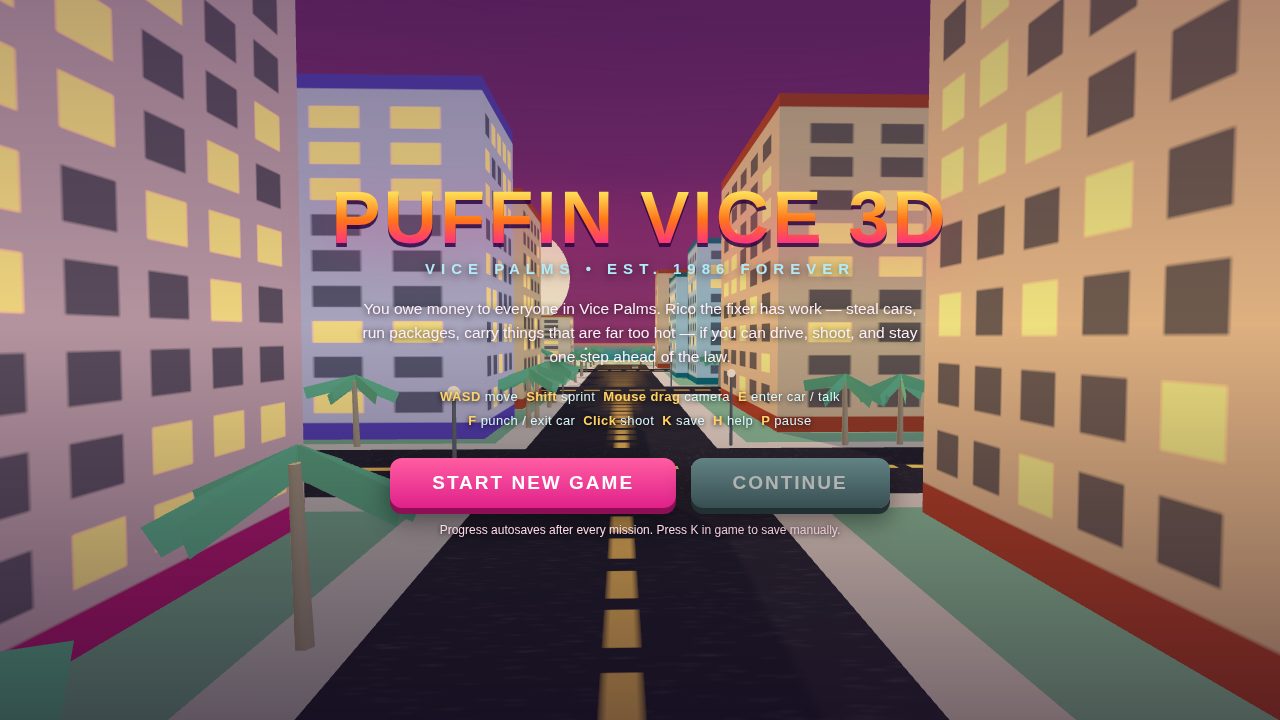 PUFFIN VICE 3D
VICE PALMS • EST. 1986 FOREVER
You owe money to everyone in Vice Palms. Rico the fixer has work — steal cars,
run packages, carry things that are far too hot — if you can drive, shoot, and stay
one step ahead of the law.
WASD move Shift sprint Mouse drag camera E enter car / talk
F punch / exit car Click shoot K save H help P pause
START NEW GAME
CONTINUE
Progress autosaves after every mission. Press K in game to save manually.